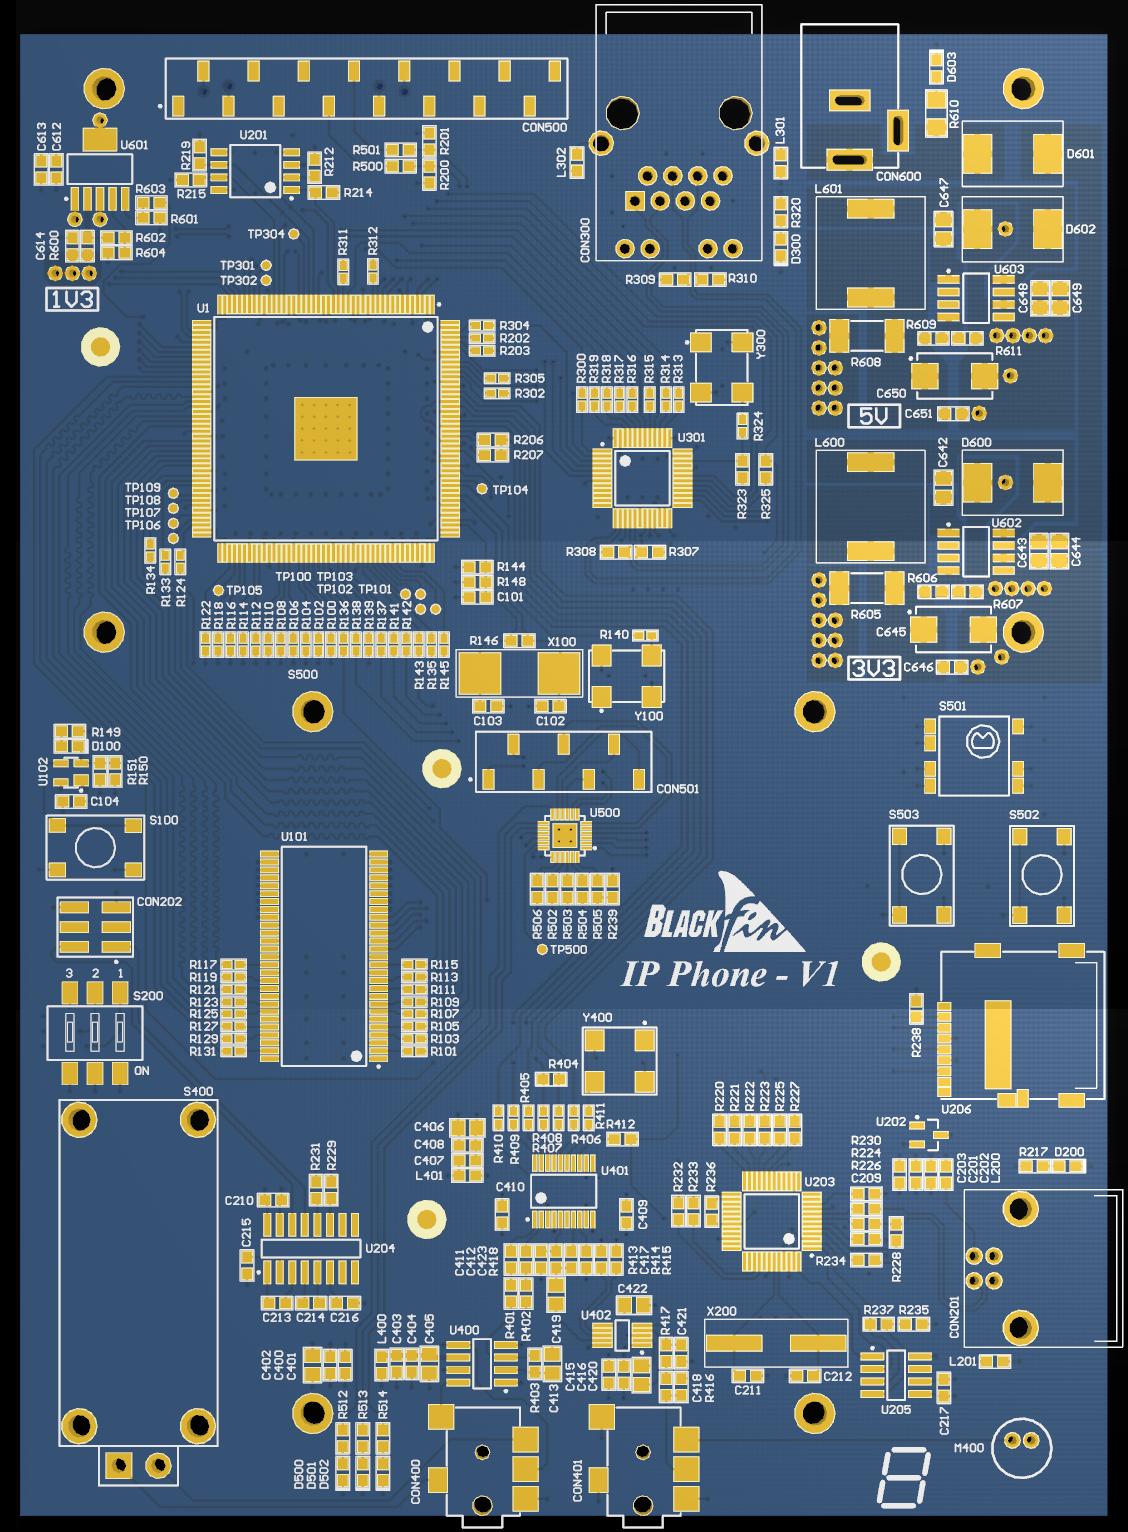 D603
C613
C612
U601
U201
CON500
R219
R212
R215
R214
R501
R500
R201
R200
L302
L301
R610
D601
CON600
R603
R601
C614
R600
R602
R604
TP304
TP301
TP302
R311
R312
CON300
R320
D300
L601
C647
D602
U603
C648
C649
R309
R310
1V3
U1
R304
R202
R203
R305
R302
R206
R207
TP104
R300
R319
R318
R317
R316
R315
R314
R313
Y300
R324
R323
R325
U301
R308
R307
R609
R608
R611
C650
C651
5V
L600
C642
D600
U602
C643
C644
R606
R605
R607
C645
C646
3V3
TP109
TP108
TP107
TP106
R134
R133
R124
TP100 TP103
TP102 TP101
TP105
R144
R148
C101
R122
R118
R116
R114
R112
R110
R108
R106
R104
R102
R100
R136
R138
R139
R137
R141
R142
R143
R135
R145
R146
X100
R140
C103
C102
Y100
S500
S501
R149
D100
U102
R151
R150
C104
S100
CON501
U500
S503
S502
U101
CON202
R506
R502
R503
R504
R505
R239
TP500
BLACKfin
IP Phone - V1
3 2 1
S200
ON
R117
R119
R121
R123
R125
R127
R129
R131
R115
R113
R111
R109
R107
R105
R103
R101
Y400
R404
R405
R238
U206
S400
C406
C408
C407
L401
R410
R409
R408
R407
R406
R411
R412
U401
C410
C409
R220
R221
R222
R223
R225
R227
U202
R230
R224
R226
C209
C203
C201
C202
L200
R217 D200
R231
R229
C210
C215
U204
C213 C214 C216
R232
R233
R236
U203
R234
R228
CON201
C411
C412
C423
R418
R413
C417
R414
R415
R401
R402
C419
C422
U402
R417
C421
X200
R237 R235
L201
C402
C400
C401
L400
C403
C404
C405
U400
R403
C413
C415
C416
C420
C418
R416
C211
C212
U205
C217
R512
R513
R514
D500
D501
D502
CON400
CON401
M400
8